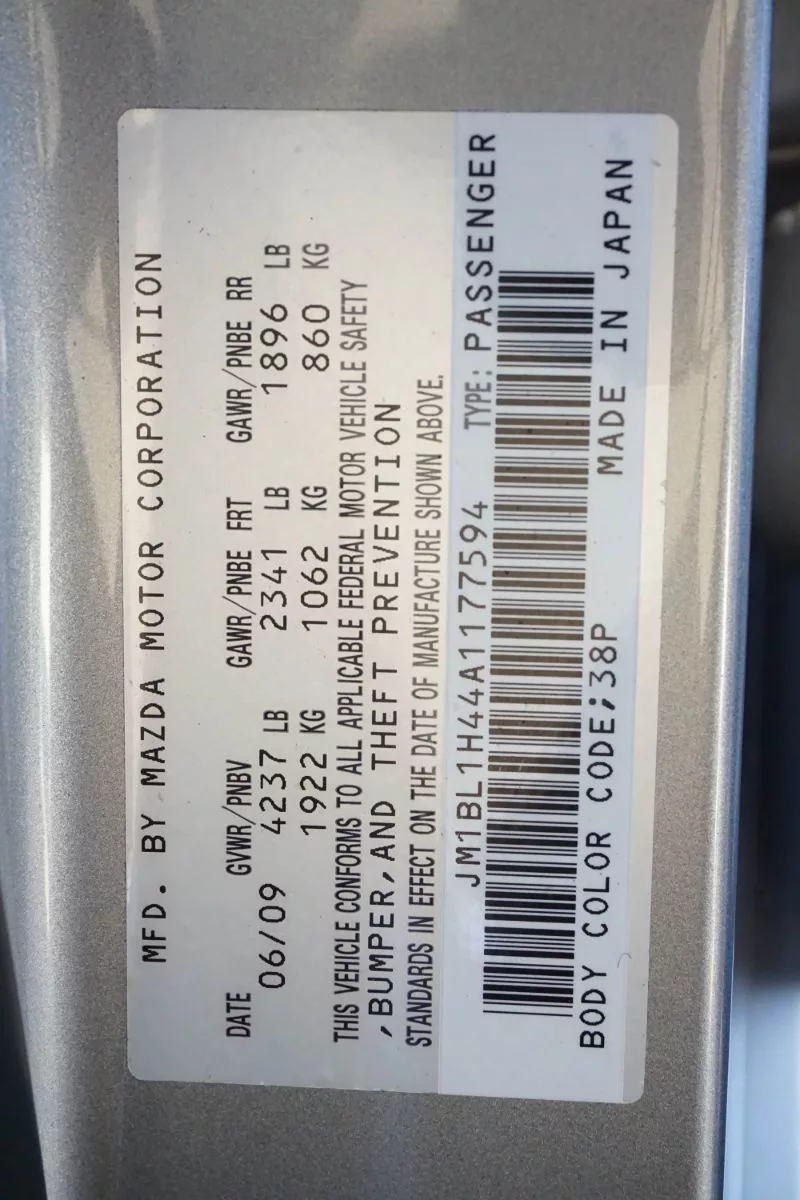 MFD. BY MAZDA MOTOR CORPORATION
DATE GVWR/PNBV GAWR/PNBE FRT GAWR/PNBE RR
06/09 4237 LB 2341 LB 1896 LB
1922 KG 1062 KG 860 KG
THIS VEHICLE CONFORMS TO ALL APPLICABLE FEDERAL MOTOR VEHICLE SAFETY
,BUMPER,AND THEFT PREVENTION
STANDARDS IN EFFECT ON THE DATE OF MANUFACTURE SHOWN ABOVE.
JM1BL1H44A1177594 TYPE: PASSENGER
BODY COLOR CODE;38P MADE IN JAPAN